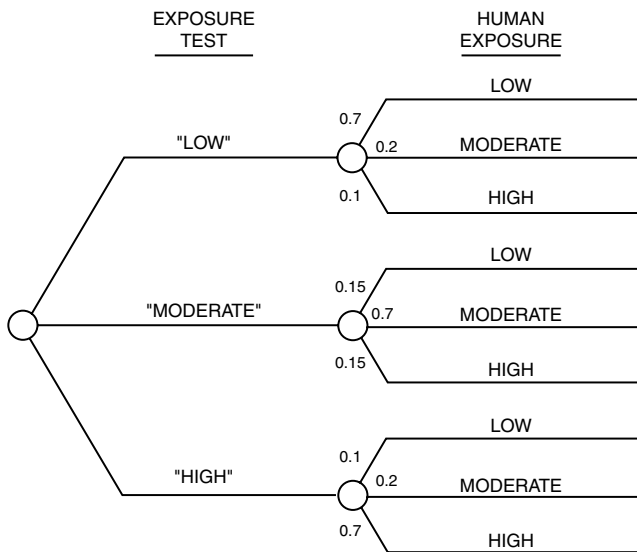 EXPOSURE
TEST
HUMAN
EXPOSURE
LOW
0.7
"LOW"
0.2
MODERATE
0.1
HIGH
LOW
0.15
"MODERATE"
0.7
MODERATE
0.15
HIGH
LOW
0.1
"HIGH"
0.2
MODERATE
0.7
HIGH